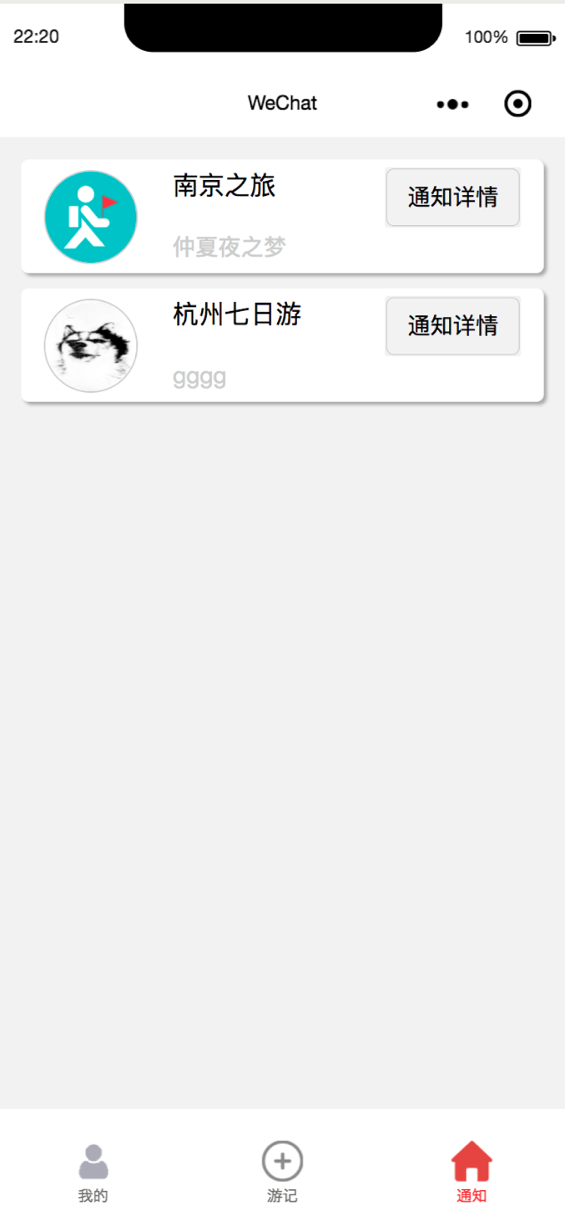 22:20
100%
WeChat
南京之旅
通知详情
仲夏夜之梦
杭州七日游
通知详情
gggg
我的
游记
通知